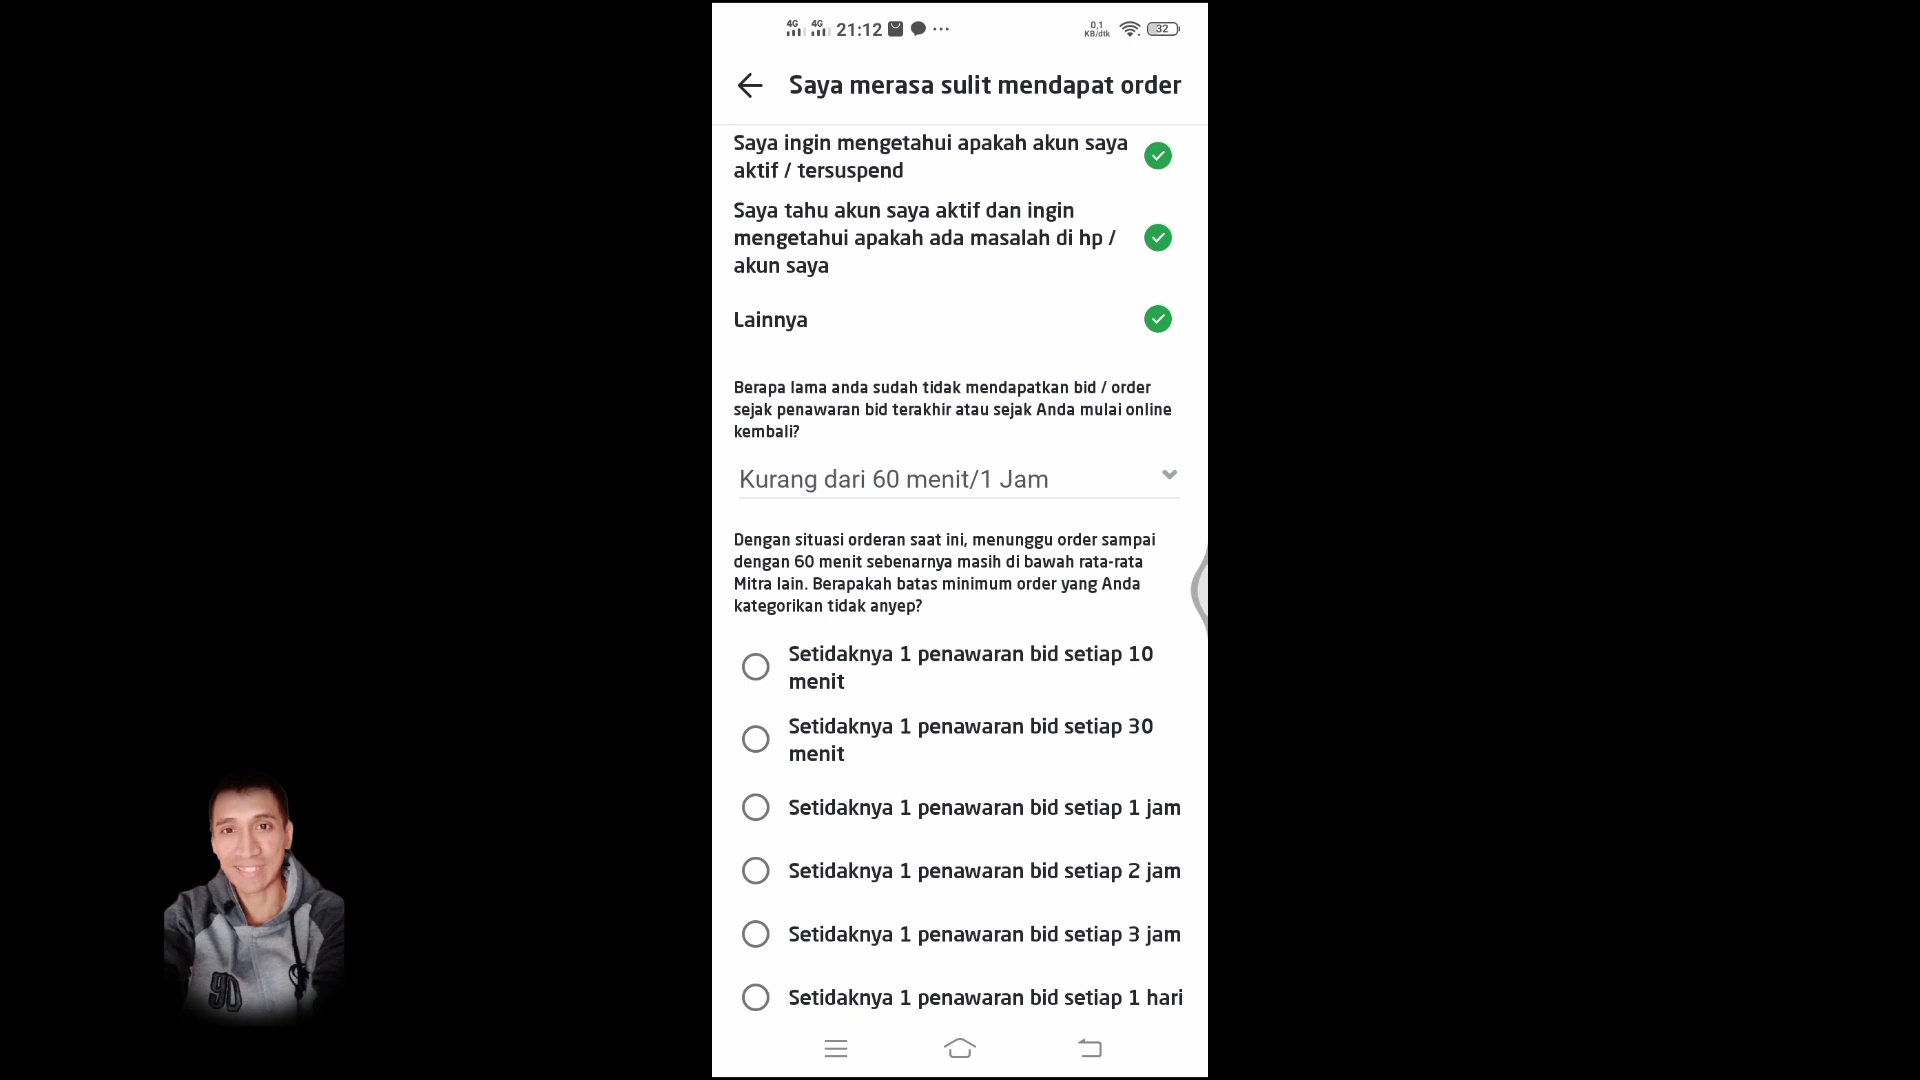 4G 4G 21:12 ... 0,1 KB/dtk 32
Saya merasa sulit mendapat order
Saya ingin mengetahui apakah akun saya
aktif / tersuspend
Saya tahu akun saya aktif dan ingin
mengetahui apakah ada masalah di hp /
akun saya
Lainnya
Berapa lama anda sudah tidak mendapatkan bid / order
sejak penawaran bid terakhir atau sejak Anda mulai online
kembali?
Kurang dari 60 menit/1 Jam
Dengan situasi orderan saat ini, menunggu order sampai
dengan 60 menit sebenarnya masih di bawah rata-rata
Mitra lain. Berapakah batas minimum order yang Anda
kategorikan tidak anyep?
Setidaknya 1 penawaran bid setiap 10
menit
Setidaknya 1 penawaran bid setiap 30
menit
Setidaknya 1 penawaran bid setiap 1 jam
Setidaknya 1 penawaran bid setiap 2 jam
Setidaknya 1 penawaran bid setiap 3 jam
Setidaknya 1 penawaran bid setiap 1 hari
90